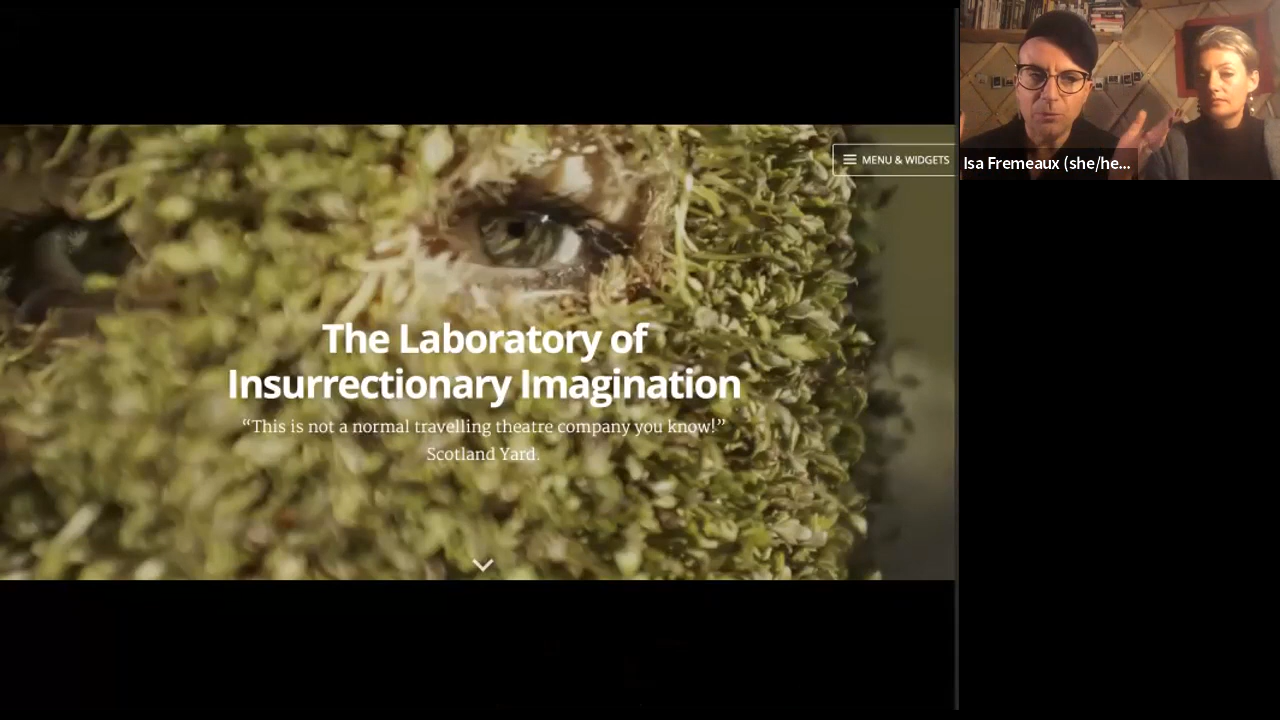 MENU & WIDGETS
Isa Fremeaux (she/he...
The Laboratory of
Insurrectionary Imagination
“This is not a normal travelling theatre company you know!”
Scotland Yard.